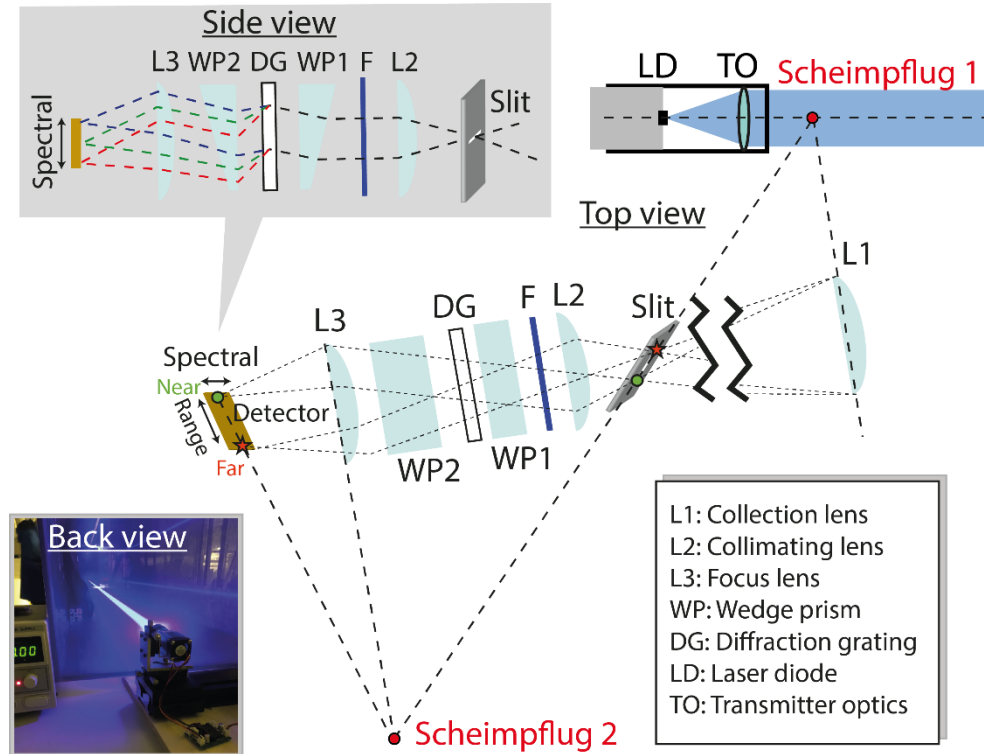 Side view
L3 WP2 DG WP1 F L2
Slit
Spectral
LD TO
Scheimpflug 1
Top view
L1
Slit
L2
F
DG
L3
Spectral
Near
Range
Detector
Far
WP2
WP1
Back view
.00
Scheimpflug 2
L1: Collection lens
L2: Collimating lens
L3: Focus lens
WP: Wedge prism
DG: Diffraction grating
LD: Laser diode
TO: Transmitter optics